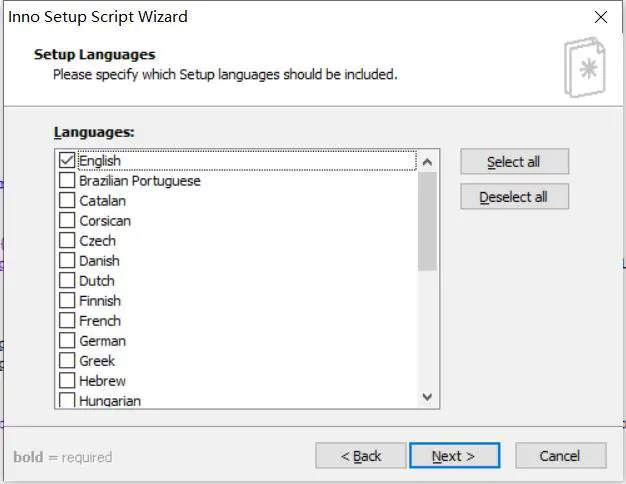 Inno Setup Script Wizard
Setup Languages
Please specify which Setup languages should be included.
Languages:
English
Brazilian Portuguese
Catalan
Corsican
Czech
Danish
Dutch
Finnish
French
German
Greek
Hebrew
Hungarian
Select all
Deselect all
bold = required
< Back
Next >
Cancel